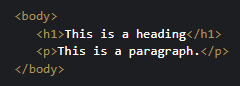 <body>
<h1>This is a heading</h1>
<p>This is a paragraph.</p>
</body>